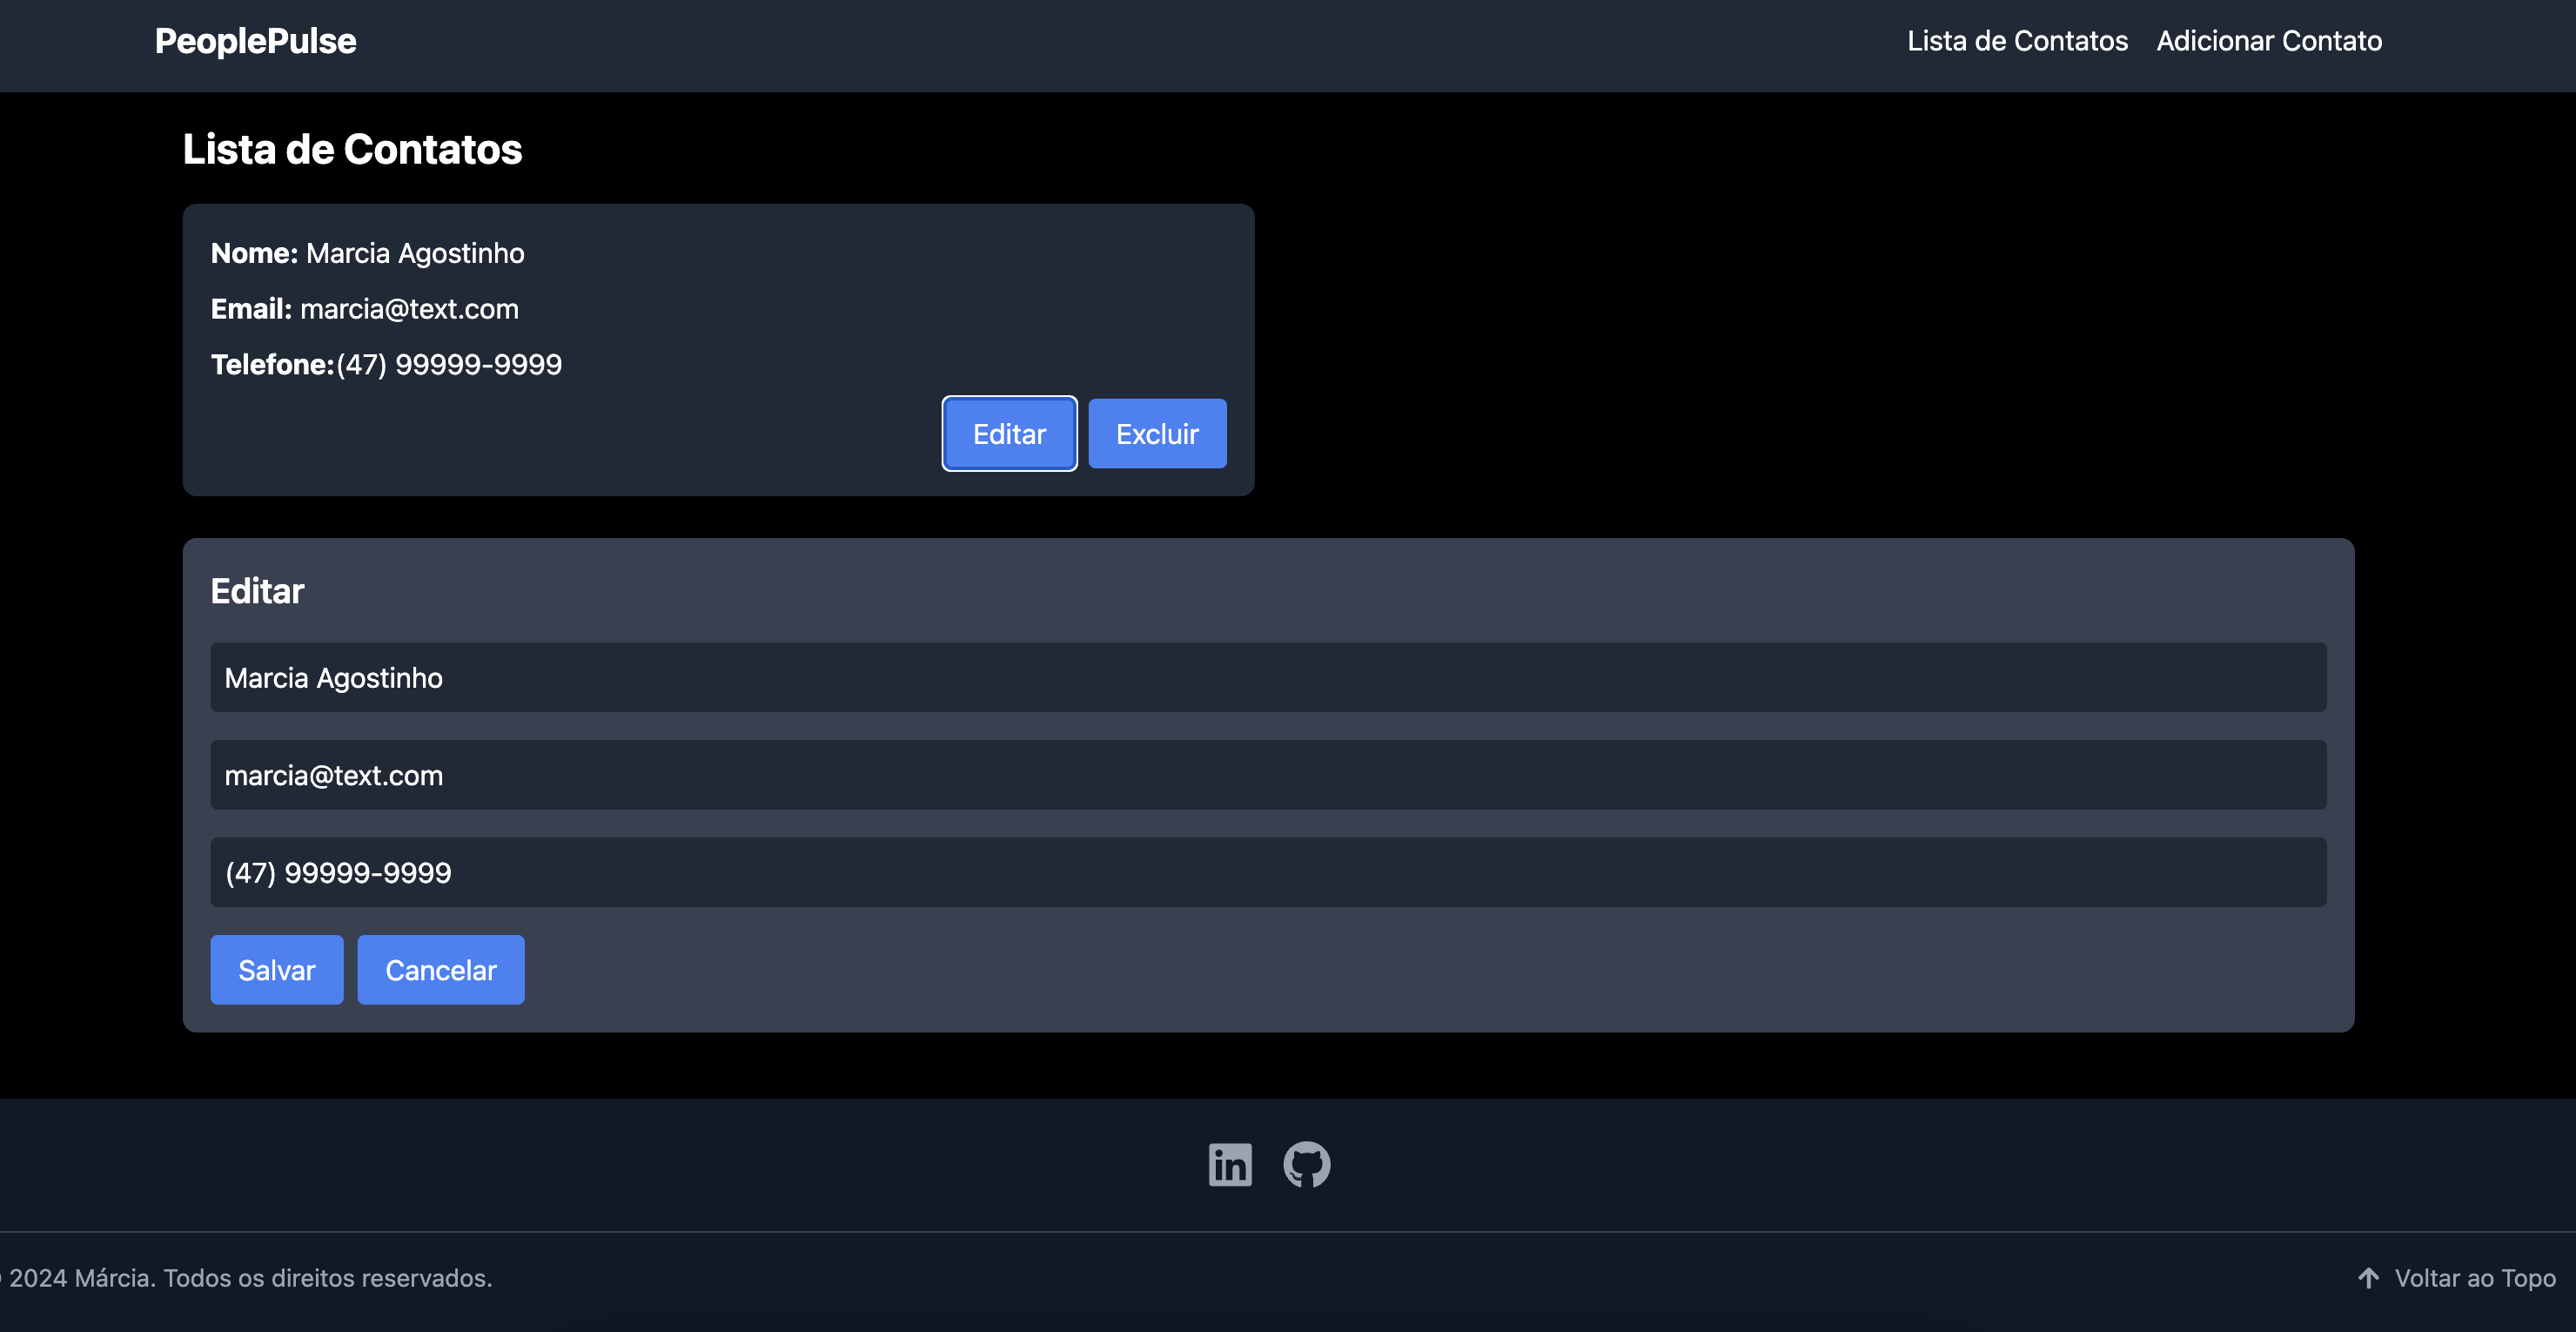 PeoplePulse
Lista de Contatos Adicionar Contato
Lista de Contatos
Nome: Marcia Agostinho
Email: marcia@text.com
Telefone:(47) 99999-9999
Editar Excluir
Editar
Marcia Agostinho
marcia@text.com
(47) 99999-9999
Salvar Cancelar
in
2024 Márcia. Todos os direitos reservados.
Voltar ao Topo